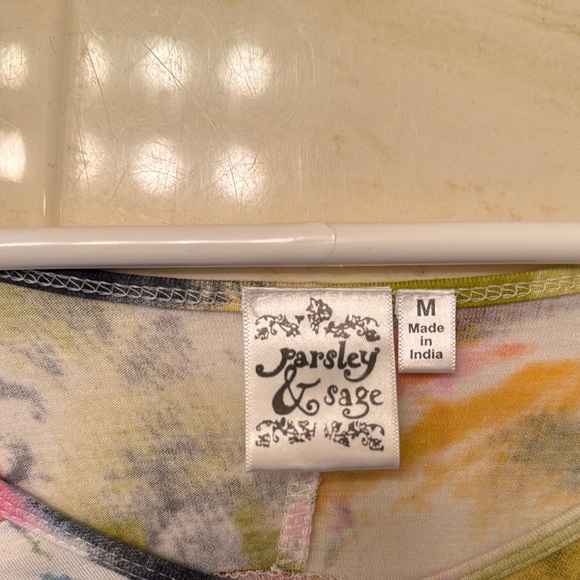 Parsley
& sage
M
Made
in
India